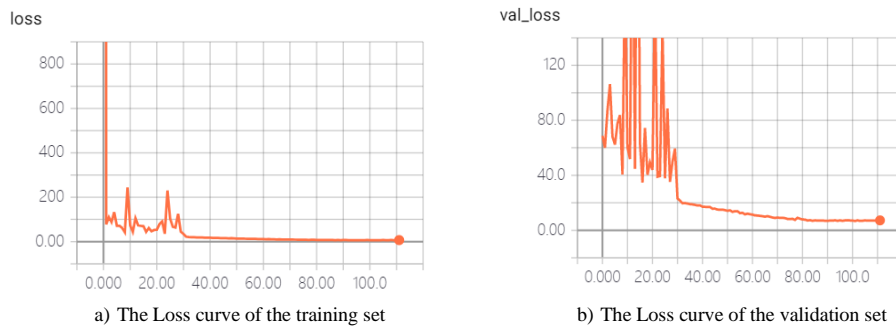 loss
800
600
400
200
0.00
0.000 20.00 40.00 60.00 80.00 100.0
a) The Loss curve of the training set
val_loss
120
80.0
40.0
0.00
0.000 20.00 40.00 60.00 80.00 100.0
b) The Loss curve of the validation set